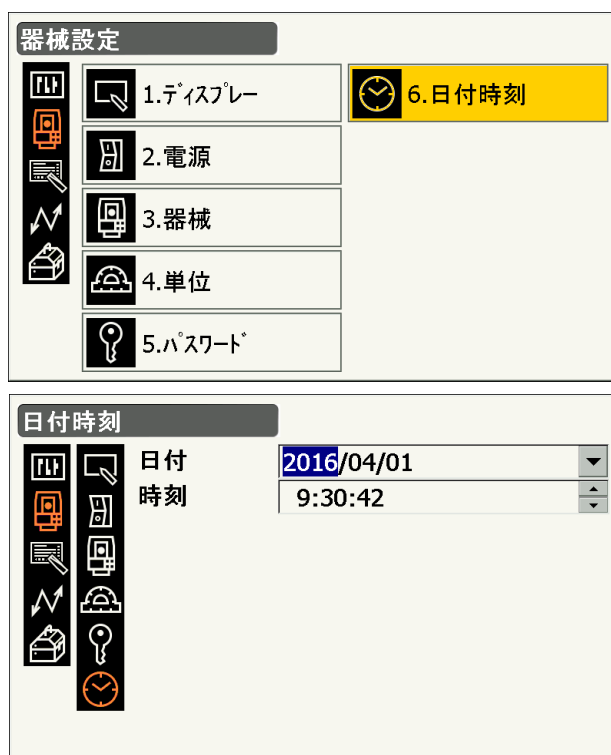 器械設定
1.ﾃﾞｨｽﾌﾟﾚｰ
2.電源
3.器械
4.単位
5.ﾊﾟｽﾜｰﾄﾞ
6.日付時刻
日付時刻
日付 2016/04/01
時刻 9:30:42